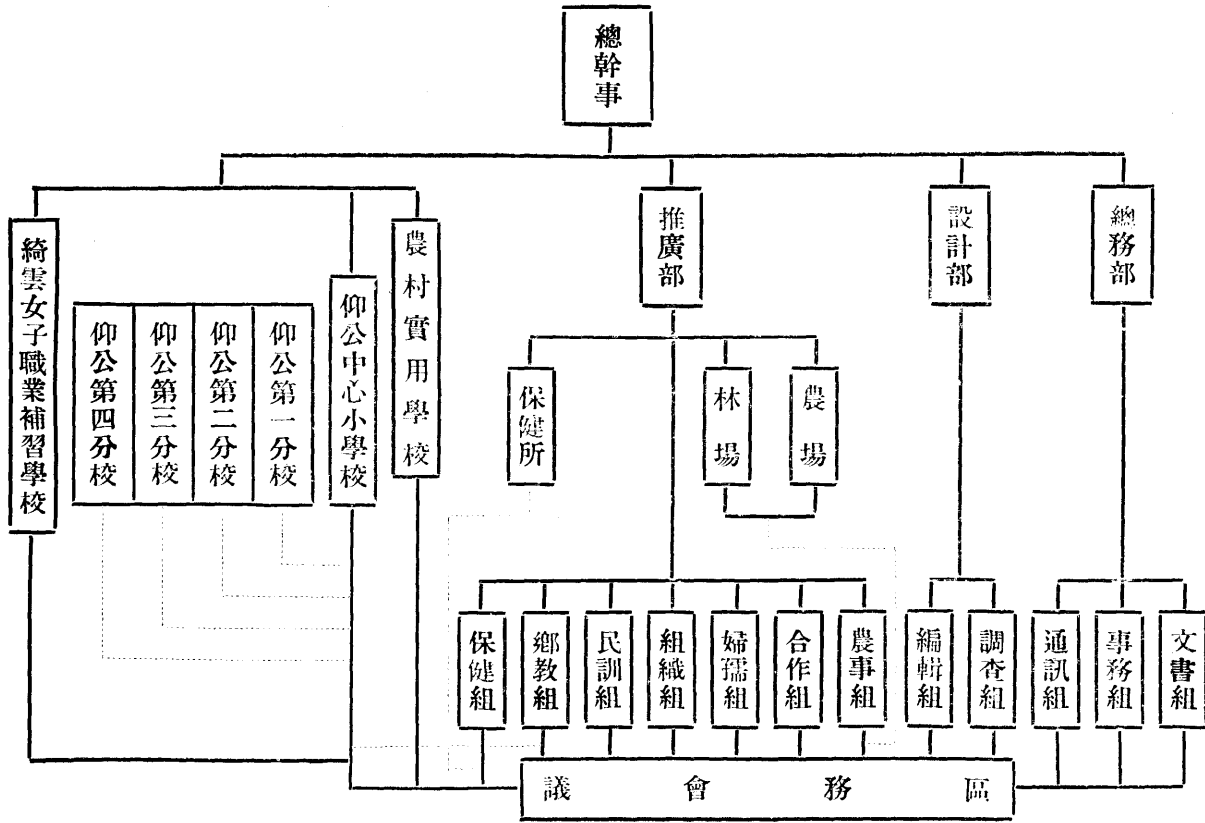 總幹事
總務部
設計部
推廣部
農村實用學校
仰公中心小學校
仰公第一分校
仰公第二分校
仰公第三分校
仰公第四分校
綺雲女子職業補習學校
農場
林場
保健所
文書組
事務組
通訊組
調查組
編輯組
農事組
合作組
婦孺組
組織組
民訓組
鄉教組
保健組
區務會議